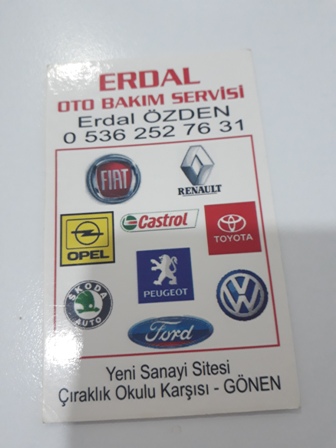 ERDAL
OTO BAKIM SERVİSİ
Erdal ÖZDEN
0 536 252 76 31
FIAT
RENAULT
OPEL
Castrol
TOYOTA
ŠKODA
AUTO
PEUGEOT
VW
Ford
Yeni Sanayi Sitesi
Çıraklık Okulu Karşısı - GÖNEN